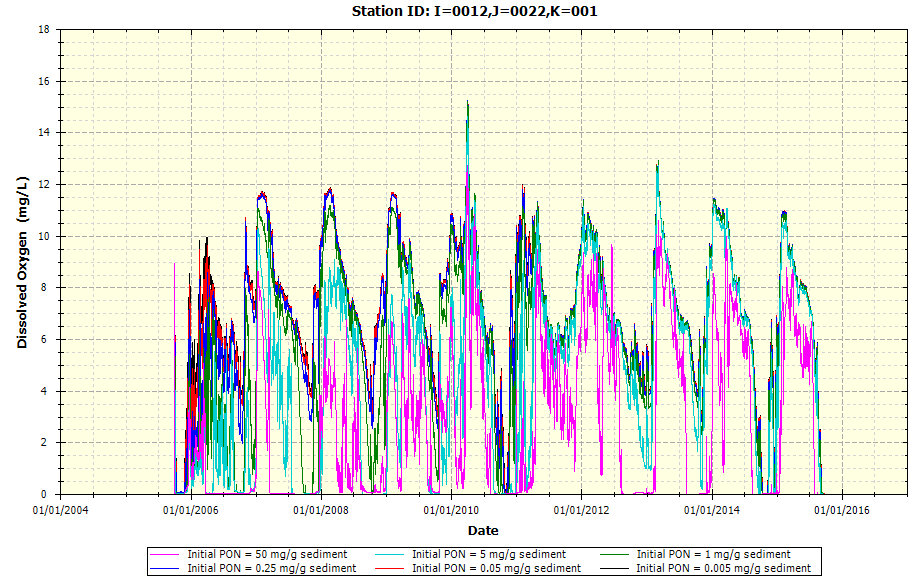 Station ID: I=0012,J=0022,K=001
18
16
14
12
10
8
6
4
2
0
Dissolved Oxygen (mg/L)
01/01/2004 01/01/2006 01/01/2008 01/01/2010 01/01/2012 01/01/2014 01/01/2016
Date
Initial PON = 50 mg/g sediment Initial PON = 5 mg/g sediment Initial PON = 1 mg/g sediment
Initial PON = 0.25 mg/g sediment Initial PON = 0.05 mg/g sediment Initial PON = 0.005 mg/g sediment